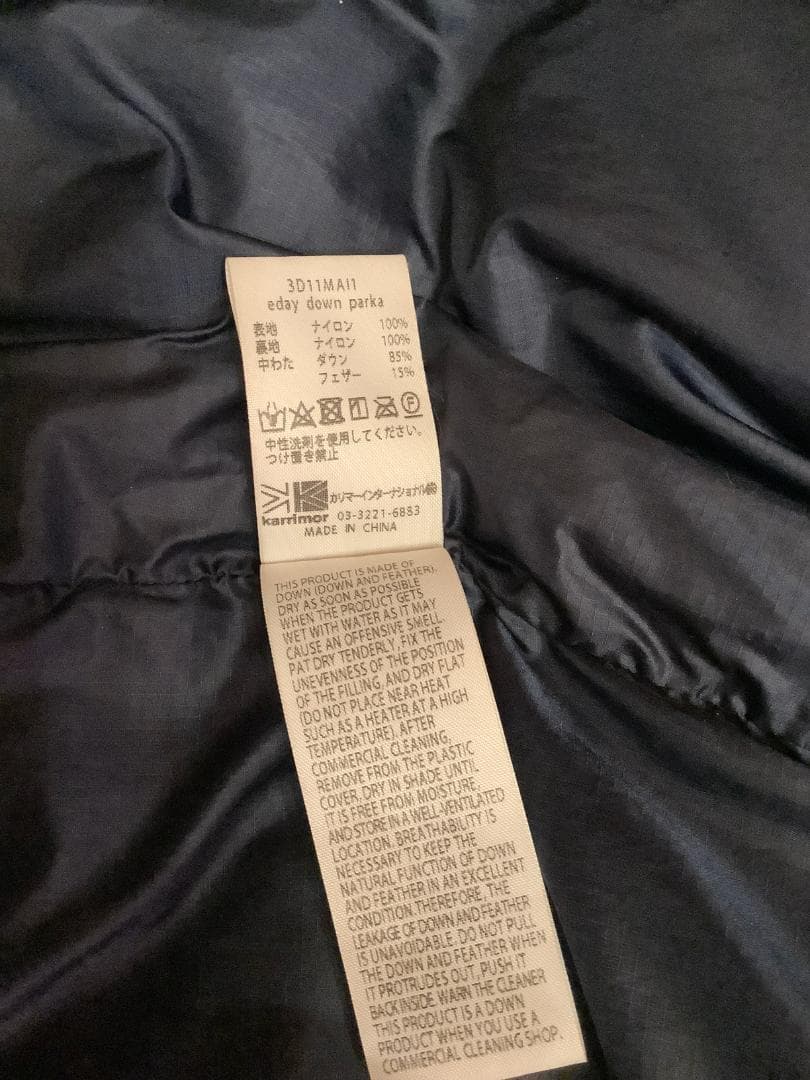 3D11MAI1
eday down parka
表地 ナイロン 100%
裏地 ナイロン 100%
中わた ダウン 85%
フェザー 15%
中性洗剤を使用してください。
つけ置き禁止
karrimor
カリマーインターナショナル㈱
03-3221-6883
MADE IN CHINA
THIS PRODUCT IS MADE OF
DOWN (DOWN AND FEATHER).
DRY AS SOON AS POSSIBLE
WHEN THE PRODUCT GETS
WET WITH WATER AS IT MAY
CAUSE AN OFFENSIVE SMELL.
PAT DRY TENDERLY, FIX THE
UNEVENNESS OF THE POSITION
OF THE FILLING, AND DRY FLAT
(DO NOT PLACE NEAR HEAT
SUCH AS A HEATER AT A HIGH
TEMPERATURE). AFTER
COMMERCIAL CLEANING,
REMOVE FROM THE PLASTIC
COVER, DRY IN SHADE UNTIL
IT IS FREE FROM MOISTURE,
AND STORE IN A WELL-VENTILATED
LOCATION. BREATHABILITY IS
NECESSARY TO KEEP THE
NATURAL FUNCTION OF DOWN
AND FEATHER IN AN EXCELLENT
CONDITION.THEREFORE, THE
LEAKAGE OF DOWN AND FEATHER
IS UNAVOIDABLE. DO NOT PULL
THE DOWN AND FEATHER WHEN
IT PROTRUDES OUT, PUSH IT
BACK INSIDE WARN THE CLEANER
THIS PRODUCT IS A DOWN
PRODUCT WHEN YOU USE A
COMMERCIAL CLEANING SHOP.